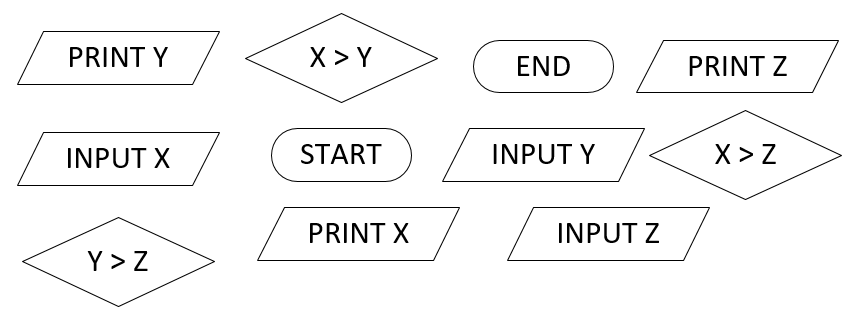 PRINT Y
X > Y
END
PRINT Z
INPUT X
START
INPUT Y
X > Z
Y > Z
PRINT X
INPUT Z